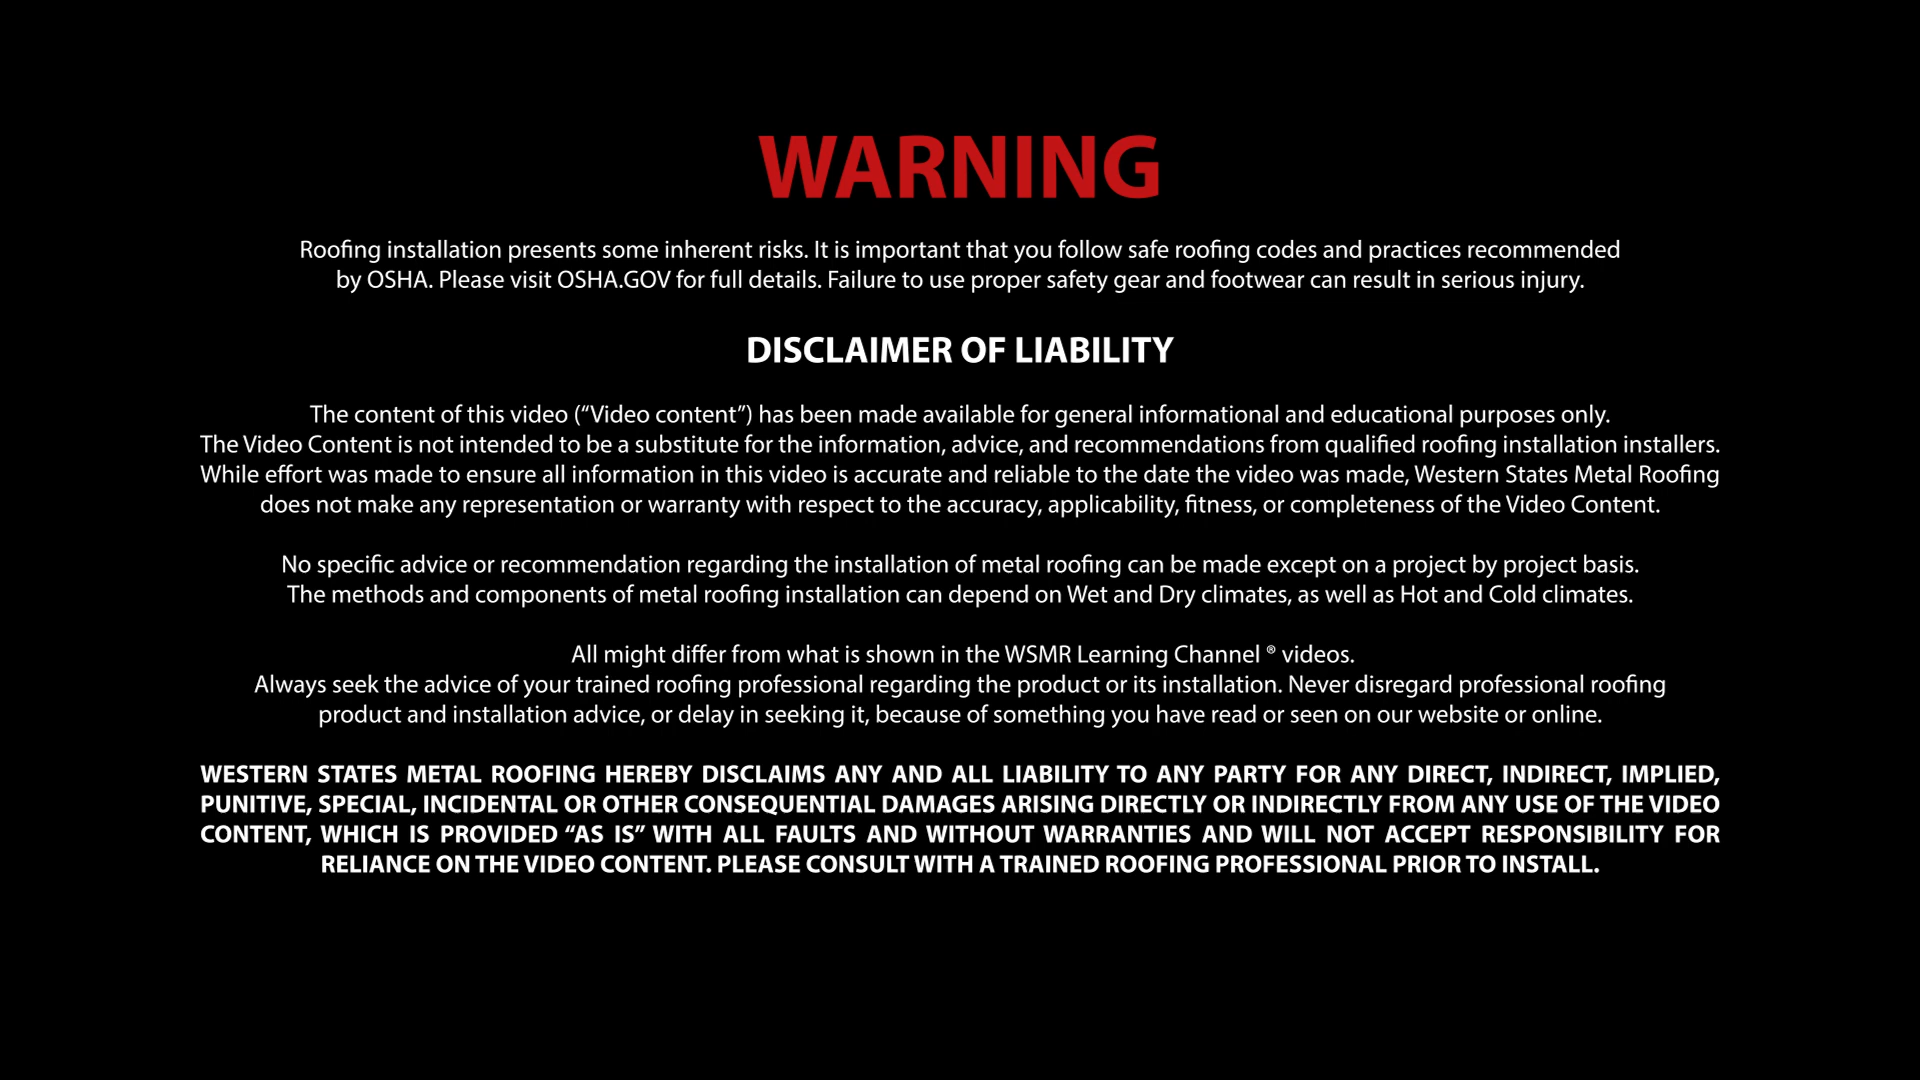 WARNING
Roofing installation presents some inherent risks. It is important that you follow safe roofing codes and practices recommended
by OSHA. Please visit OSHA.GOV for full details. Failure to use proper safety gear and footwear can result in serious injury.
DISCLAIMER OF LIABILITY
The content of this video (“Video content”) has been made available for general informational and educational purposes only.
The Video Content is not intended to be a substitute for the information, advice, and recommendations from qualified roofing installation installers.
While effort was made to ensure all information in this video is accurate and reliable to the date the video was made, Western States Metal Roofing
does not make any representation or warranty with respect to the accuracy, applicability, fitness, or completeness of the Video Content.
No specific advice or recommendation regarding the installation of metal roofing can be made except on a project by project basis.
The methods and components of metal roofing installation can depend on Wet and Dry climates, as well as Hot and Cold climates.
All might differ from what is shown in the WSMR Learning Channel ® videos.
Always seek the advice of your trained roofing professional regarding the product or its installation. Never disregard professional roofing
product and installation advice, or delay in seeking it, because of something you have read or seen on our website or online.
WESTERN STATES METAL ROOFING HEREBY DISCLAIMS ANY AND ALL LIABILITY TO ANY PARTY FOR ANY DIRECT, INDIRECT, IMPLIED,
PUNITIVE, SPECIAL, INCIDENTAL OR OTHER CONSEQUENTIAL DAMAGES ARISING DIRECTLY OR INDIRECTLY FROM ANY USE OF THE VIDEO
CONTENT, WHICH IS PROVIDED “AS IS” WITH ALL FAULTS AND WITHOUT WARRANTIES AND WILL NOT ACCEPT RESPONSIBILITY FOR
RELIANCE ON THE VIDEO CONTENT. PLEASE CONSULT WITH A TRAINED ROOFING PROFESSIONAL PRIOR TO INSTALL.